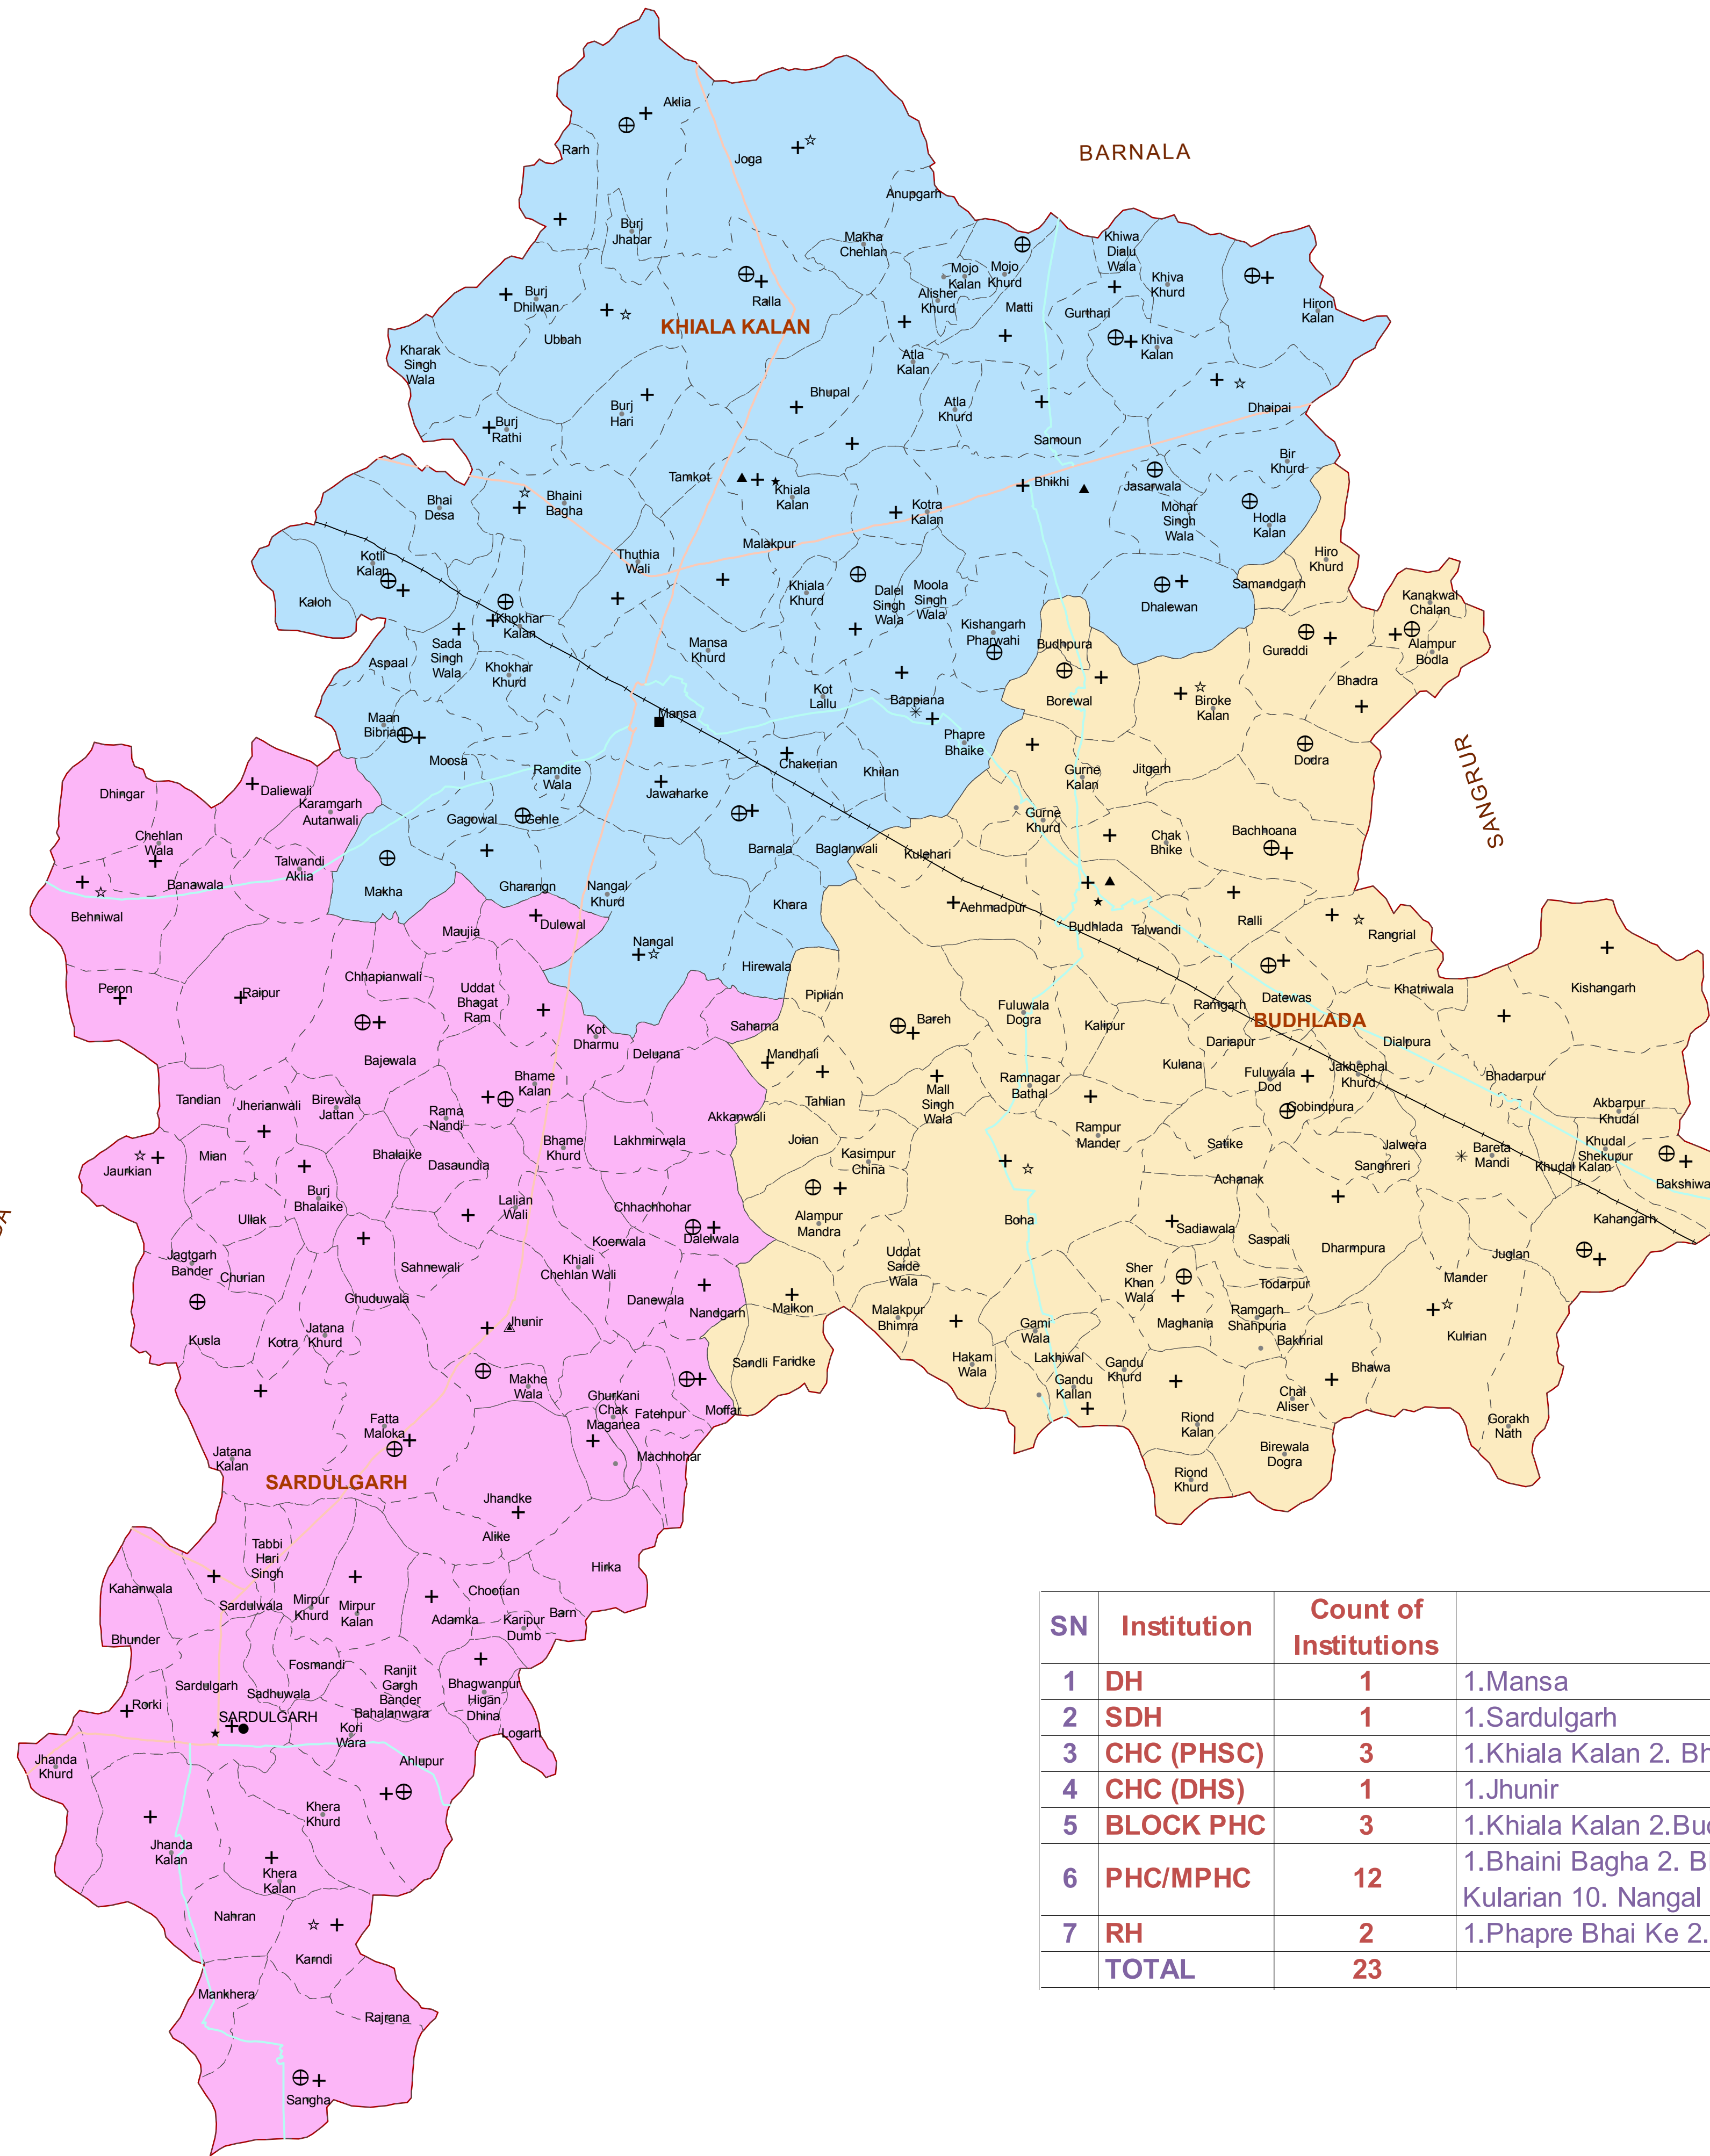 Aklia
Rarh
Joga
BARNALA
Anupgarh
Burj
Jhabar
Makha
Chehlan
Khiwa
Dialu
Wala
Mojo
Kalan
Mojo
Khurd
Khiva
Khurd
Burj
Dhilwan
Alisher
Khurd
Ralla
Matti
Gurthari
Hiron
Kalan
KHIALA KALAN
Ubbah
Khiva
Kalan
Kharak
Singh
Wala
Atla
Kalan
Bhupal
Burj
Hari
Atla
Khurd
Dhaipai
Burj
Rathi
Samoun
Bir
Khurd
Tamkot
Khiala
Kalan
Bhikhi
Jasarwala
Bhai
Desa
Bhaini
Bagha
Kotra
Kalan
Mohar
Singh
Wala
Hodla
Kalan
Malakpur
Thuthia
Wali
Hiro
Khurd
Kotli
Kalan
Samandgarh
Khiala
Khurd
Dalel
Singh
Wala
Moola
Singh
Wala
Kanakwal
Chalan
Kaloh
Dhalewan
Khokhar
Kalan
Kishangarh
Pharwahi
Sada
Singh
Wala
Mansa
Khurd
Budhpura
Guraddi
Alampur
Bodla
Aspaal
Khokhar
Khurd
Bhadra
Kot
Lallu
Bappiana
Borewal
Biroke
Kalan
Mansa
Maan
Bibrian
Phapre
Bhaike
SANGRUR
Moosa
Chakerian
Khilan
Dodra
Ramdite
Wala
Gurne
Kalan
Jitgarh
Dhingar
Daliewali
Jawaharke
Karamgarh
Autanwali
Gagowal
Gehle
Gurne
Khurd
Bachhoana
Chehlan
Wala
Chak
Bhike
Barnala
Baglanwali
Kulehari
Talwandi
Aklia
Banawala
Makha
Gharangn
Nangal
Khurd
Khara
Aehmadpur
Behniwal
Dulowal
Budhlada
Talwandi
Ralli
Rangrial
Maujia
Nangal
Hirewala
Chhapianwali
Peron
Raipur
Uddat
Bhagat
Ram
Piplian
Fuluwala
Dogra
Ramgarh
Datewas
Khatriwala
Kishangarh
BUDHLADA
Saharna
Kot
Dharmu
Bareh
Kalipur
Dariapur
Dialpura
Bajewala
Deluana
Mandhali
Kulana
Fuluwala
Dod
Jakhephal
Khurd
Bhame
Kalan
Ramnagar
Bathal
Bhadarpur
Tandian
Jherianwali
Birewala
Jattan
Rama
Nandi
Akkanwali
Tahlian
Mall
Singh
Wala
Gobindpura
Akbarpur
Khudal
Joian
Rampur
Mander
Satike
Jalwera
Mian
Bhalaike
Dasaundia
Bhame
Khurd
Lakhmirwala
Kasimpur
China
Sanghreri
Bareta
Mandi
Khudal
Shekupur
Khudal Kalan
Jaurkian
Achanak
Bakshiwa
Burj
Bhalaike
Lalian
Wali
Chhachhohar
Ullak
Alampur
Mandra
Boha
Sadiawala
Saspali
Dharmpura
Kahangarh
Koerwala
Dalelwala
Jagtgarh
Bander
Churian
Sahnewali
Khiali
Chehlan Wali
Uddat
Saide
Wala
Juglan
Sher
Khan
Wala
Todarpur
Mander
Ghuduwala
Danewala
Nandgarh
Malkon
Malakpur
Bhimra
Jhunir
Gami
Wala
Maghania
Ramgarh
Shahpuria
Bakhrial
Kulrian
Kusla
Kotra
Jatana
Khurd
Sandli
Faridke
Hakam
Wala
Lakhiwal
Gandu
Khurd
Bhawa
Makhe
Wala
Gandu
Kallan
Chal
Aliser
Ghurkani
Chak
Maganea
Fatehpur
Moffar
Fatta
Maloka
Riond
Kalan
Gorakh
Nath
Jatana
Kalan
Machhohar
Birewala
Dogra
SARDULGARH
Riond
Khurd
Jhandke
Alike
Tabbi
Hari
Singh
Hirka
Kahanwala
Chootian
Sardulwala
Mirpur
Khurd
Mirpur
Kalan
Adamka
Karipur
Dumb
Barn
Bhunder
Fosmandi
Ranjit
Gargh
Bander
Sardulgarh
Sadhuwala
Bhagwanpur
Higan
Dhina
Rorki
SARDULGARH
Bahalanwara
Kori
Wara
Logarh
Jhanda
Khurd
Ahlupur
Khera
Khurd
Jhanda
Kalan
Khera
Kalan
Nahran
Karndi
Mankhera
Rajrana
Sangha
SN Institution Count of Institutions
1 DH 1 1.Mansa
2 SDH 1 1.Sardulgarh
3 CHC (PHSC) 3 1.Khiala Kalan 2. Bh
4 CHC (DHS) 1 1.Jhunir
5 BLOCK PHC 3 1.Khiala Kalan 2.Bud
6 PHC/MPHC 12 1.Bhaini Bagha 2. B
Kularian 10. Nangal
7 RH 2 1.Phapre Bhai Ke 2.
TOTAL 23